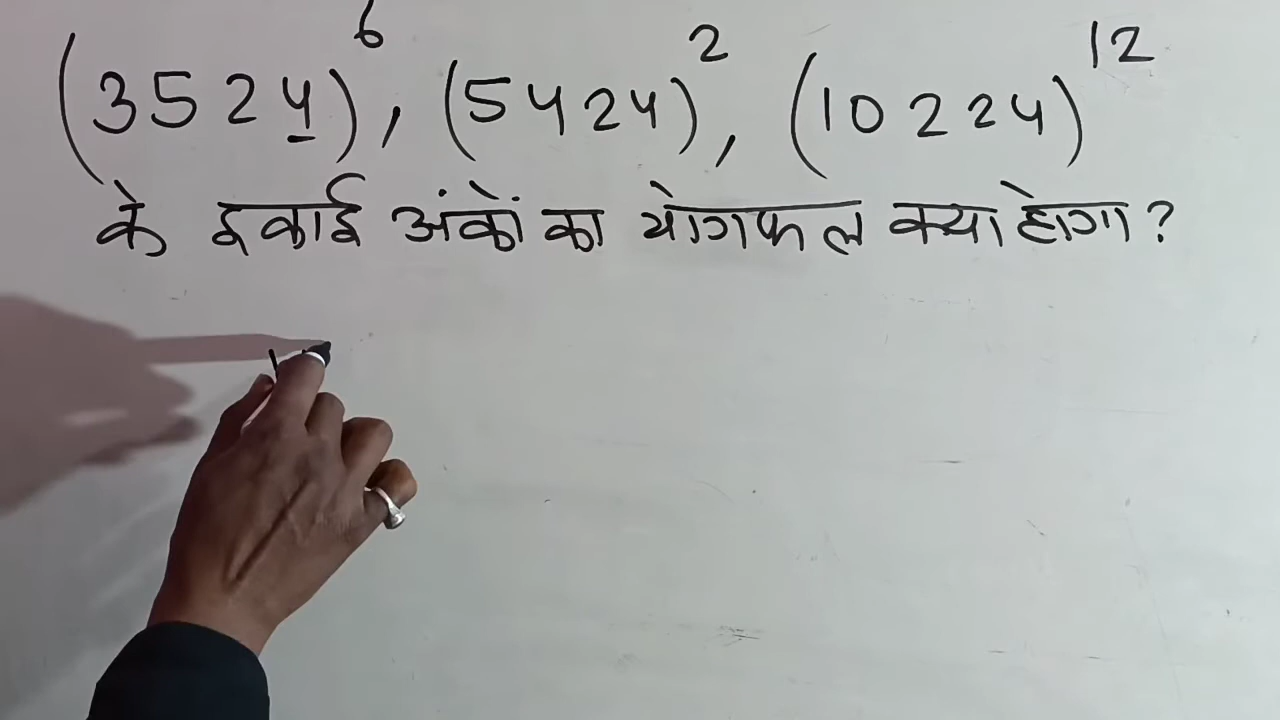 (3524)⁶, (5424)², (10224)¹²
के इकाई अंकों का योगफल क्या होगा?